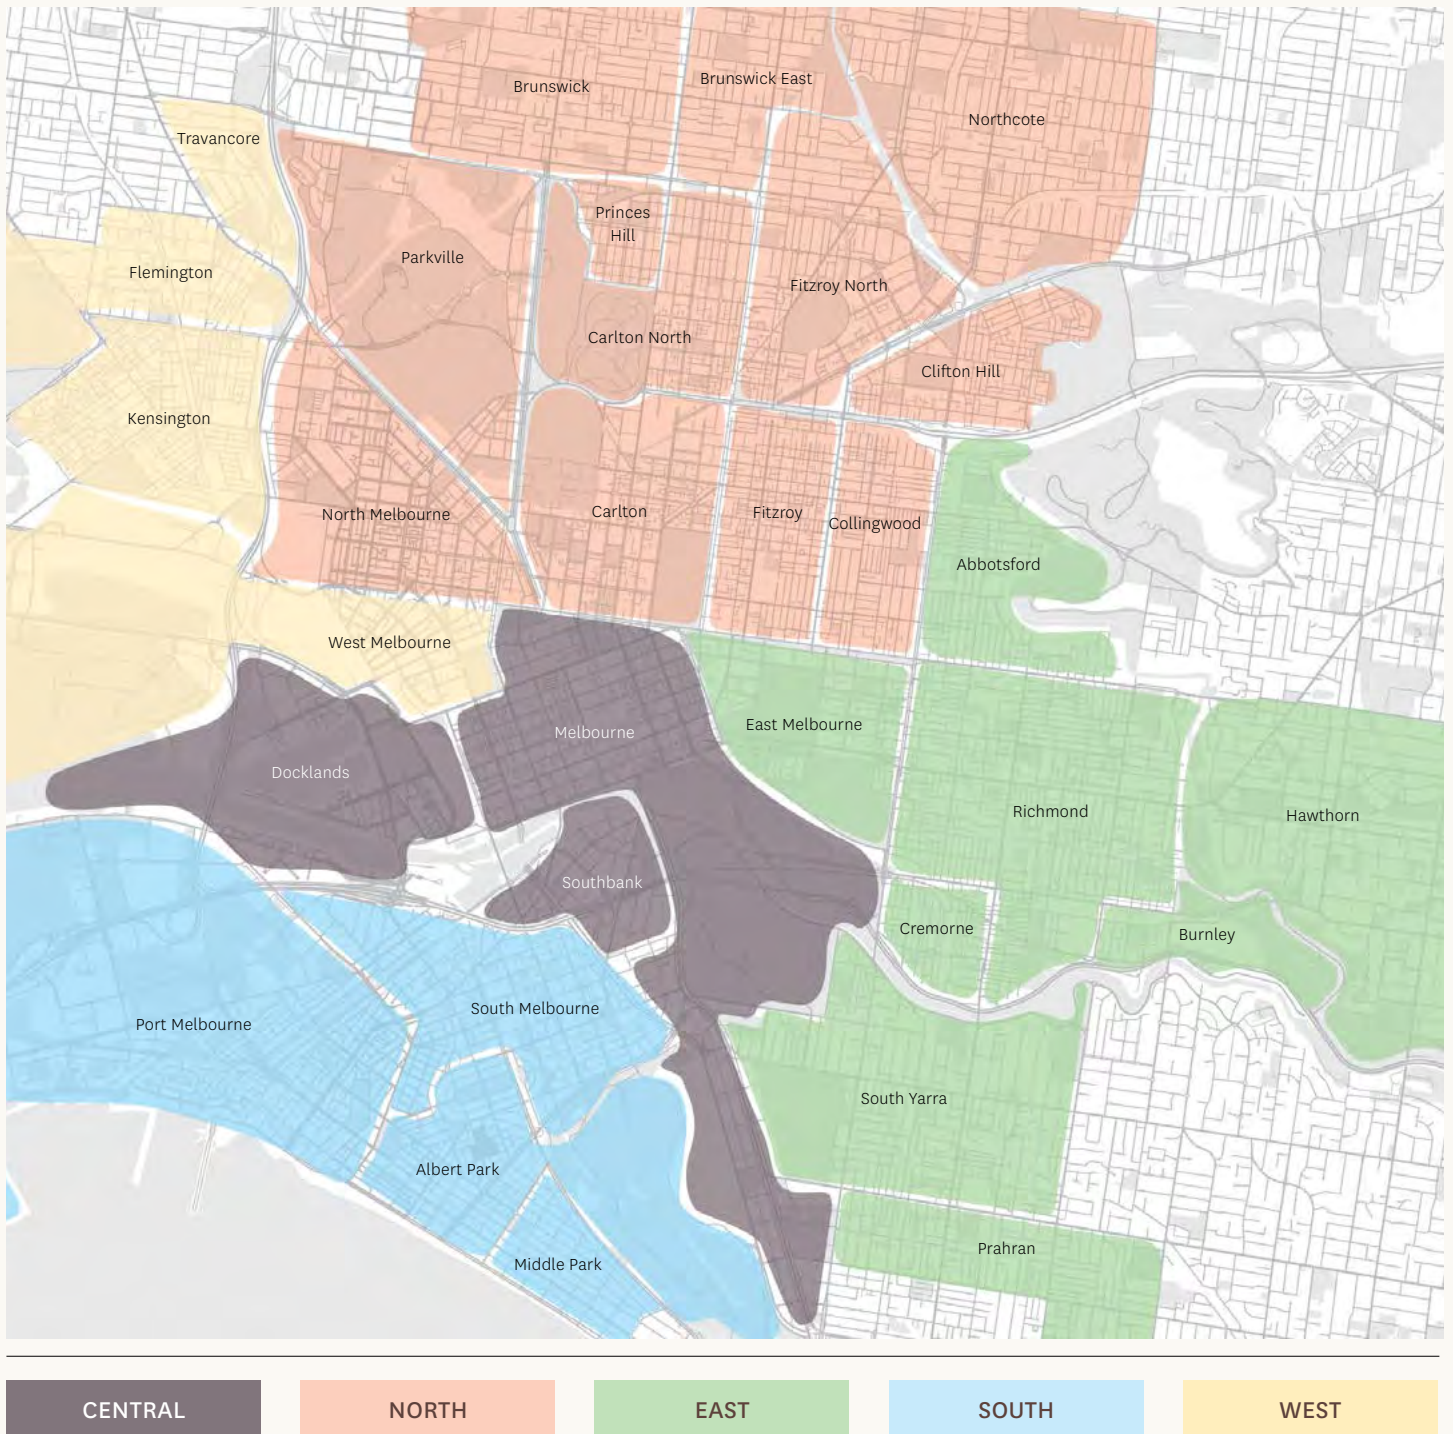 Brunswick
Brunswick East
Northcote
Travancore
Princes
Hill
Parkville
Flemington
Fitzroy North
Carlton North
Clifton Hill
Kensington
North Melbourne
Carlton
Fitzroy
Collingwood
Abbotsford
West Melbourne
East Melbourne
Melbourne
Docklands
Richmond
Hawthorn
Southbank
Cremorne
Burnley
South Melbourne
Port Melbourne
South Yarra
Albert Park
Prahran
Middle Park
CENTRAL
NORTH
EAST
SOUTH
WEST